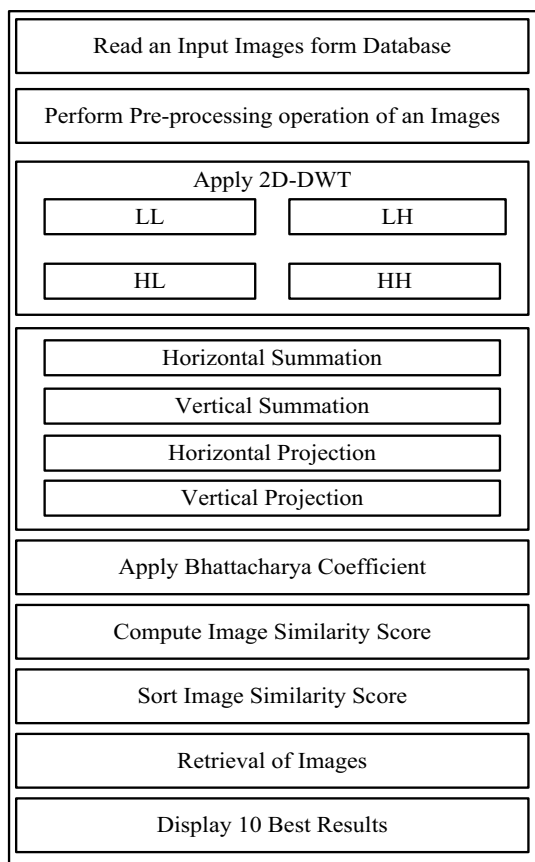 Read an Input Images form Database
Perform Pre-processing operation of an Images
Apply 2D-DWT
LL
LH
HL
HH
Horizontal Summation
Vertical Summation
Horizontal Projection
Vertical Projection
Apply Bhattacharya Coefficient
Compute Image Similarity Score
Sort Image Similarity Score
Retrieval of Images
Display 10 Best Results